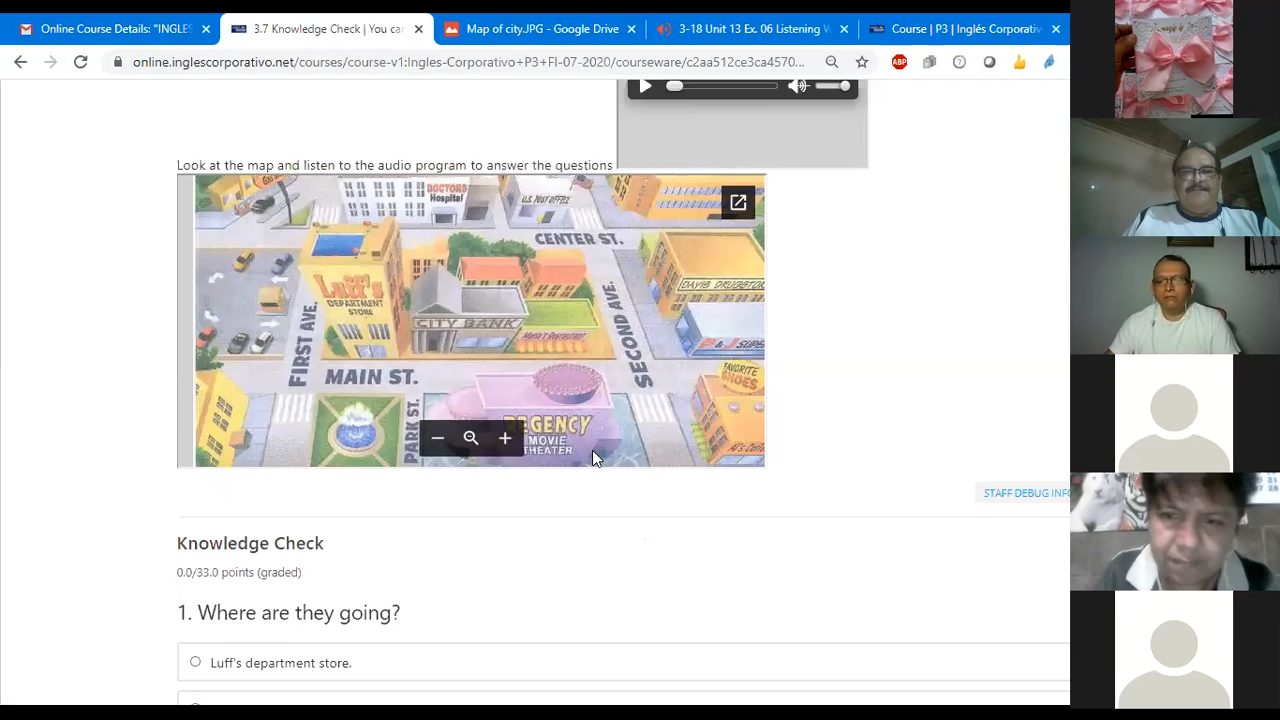 Online Course Details: "INGLES
3.7 Knowledge Check | You can
Map of city.JPG - Google Drive
3-18 Unit 13 Ex. 06 Listening W
Course | P3 | Inglés Corporativo
online.inglescorporativo.net/courses/course-v1:Ingles-Corporativo+P3+FI-07-2020/courseware/c2aa512ce3ca4570...
ABP
Look at the map and listen to the audio program to answer the questions
DOCTORS
Hospital
U.S. POST OFFICE
CENTER ST.
Luff's
DEPARTMENT
STORE
CITY BANK
DAVIS DRUGSTOR
FIRST AVE.
SECOND AVE.
MAIN ST.
FAVORITE
SHOES
PARK ST.
REGENCY
MOVIE
THEATER
STAFF DEBUG INFO
Knowledge Check
0.0/33.0 points (graded)
1. Where are they going?
Luff's department store.